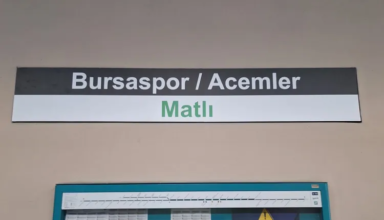 Bursaspor / Acemler
Matlı